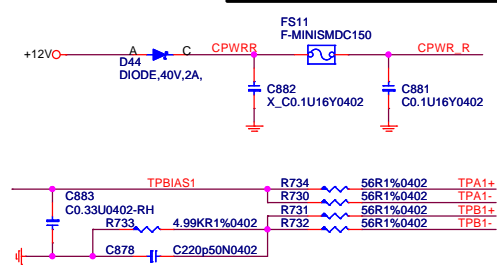 FS11
F-MINISMDC150
+12V
A
C
CPWRR
CPWR_R
D44
DIODE,40V,2A,
C882
X_C0.1U16Y0402
C881
C0.1U16Y0402
TPBIAS1
R734
56R1%0402
TPA1+
C883
R730
56R1%0402
TPA1-
C0.33U0402-RH
R731
56R1%0402
TPB1+
R733
4.99KR1%0402
R732
56R1%0402
TPB1-
C878
C220p50N0402